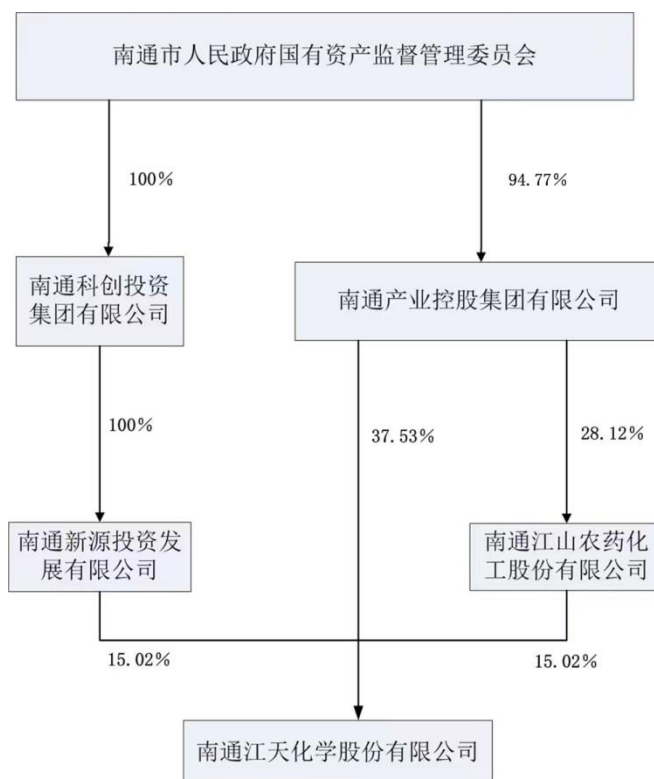 南通市人民政府国有资产监督管理委员会
100%
94.77%
南通科创投资
集团有限公司
南通产业控股集团有限公司
100%
37.53%
28.12%
南通新源投资发
展有限公司
南通江山农药化
工股份有限公司
15.02%
15.02%
南通江天化学股份有限公司